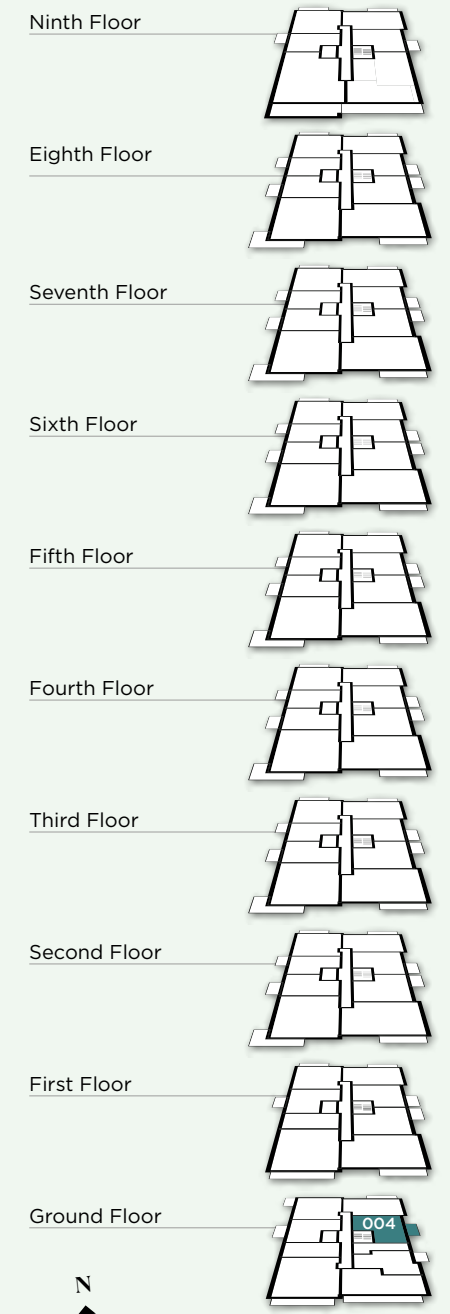 Ninth Floor
Eighth Floor
Seventh Floor
Sixth Floor
Fifth Floor
Fourth Floor
Third Floor
Second Floor
First Floor
Ground Floor
004
N